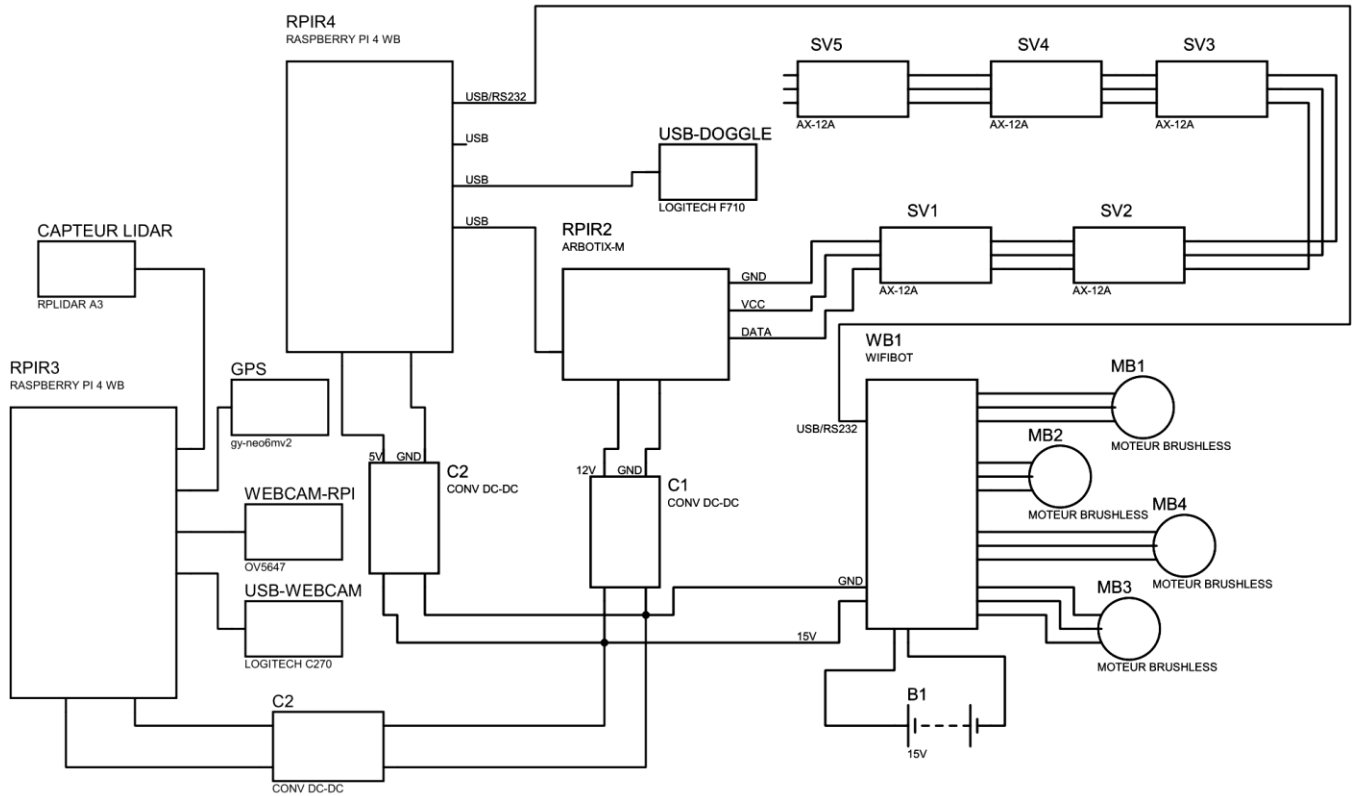 RPIR4
RASPBERRY PI 4 WB
USB/RS232
USB
USB
USB
SV5
AX-12A
SV4
AX-12A
SV3
AX-12A
USB-DOGGLE
LOGITECH F710
CAPTEUR LIDAR
RPLIDAR A3
RPIR2
ARBOTIX-M
GND
VCC
DATA
SV1
AX-12A
SV2
AX-12A
RPIR3
RASPBERRY PI 4 WB
GPS
gy-neo6mv2
WEBCAM-RPI
OV5647
USB-WEBCAM
LOGITECH C270
5V
GND
C2
CONV DC-DC
12V
GND
C1
CONV DC-DC
WB1
WIFIBOT
USB/RS232
GND
15V
MB1
MOTEUR BRUSHLESS
MB2
MOTEUR BRUSHLESS
MB4
MOTEUR BRUSHLESS
MB3
MOTEUR BRUSHLESS
C2
CONV DC-DC
B1
15V